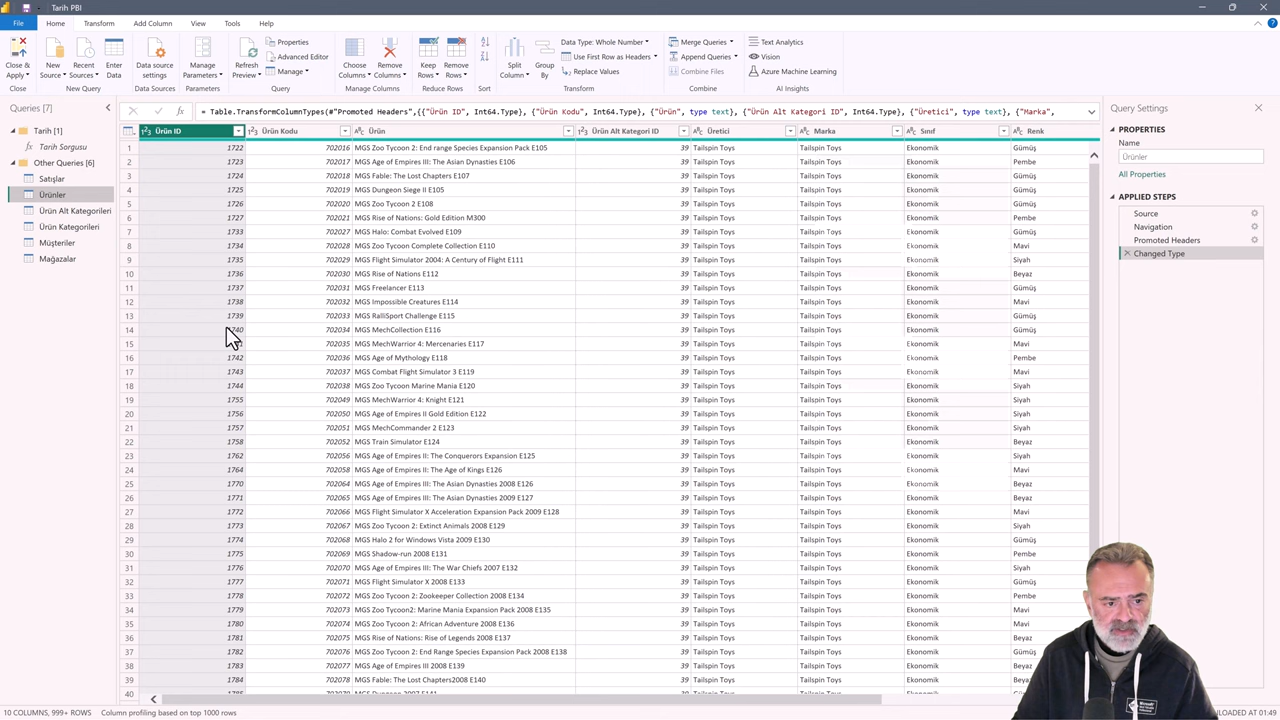 Tarih PBI
File Home Transform Add Column View Tools Help
Close & Apply
New Source
Recent Sources
Enter Data
Data source settings
Manage Parameters
Refresh Preview
Properties
Advanced Editor
Manage
Choose Columns
Remove Columns
Keep Rows
Remove Rows
Split Column
Group By
Data Type: Whole Number
Use First Row as Headers
Replace Values
Merge Queries
Append Queries
Combine Files
Text Analytics
Vision
Azure Machine Learning
Close New Query Data Sources Parameters Query Manage Columns Reduce Rows Sort Transform Combine AI Insights
Queries [7]
Tarih [1]
Tarih Sorgusu
Other Queries [6]
Satışlar
Ürünler
Ürün Alt Kategorileri
Ürün Kategorileri
Müşteriler
Mağazalar
= Table.TransformColumnTypes(#"Promoted Headers",{{"Ürün ID", Int64.Type}, {"Ürün Kodu", Int64.Type}, {"Ürün", type text}, {"Ürün Alt Kategori ID", Int64.Type}, {"Üretici", type text}, {"Marka",
Ürün ID Ürün Kodu Ürün Ürün Alt Kategori ID Üretici Marka Sınıf Renk
1 1722 702016 MGS Zoo Tycoon 2: End range Species Expansion Pack E105 39 Tailspin Toys Tailspin Toys Ekonomik Gümüş
2 1723 702017 MGS Age of Empires III: The Asian Dynasties E106 39 Tailspin Toys Tailspin Toys Ekonomik Pembe
3 1724 702018 MGS Fable: The Lost Chapters E107 39 Tailspin Toys Tailspin Toys Ekonomik Gümüş
4 1725 702019 MGS Dungeon Siege II E105 39 Tailspin Toys Tailspin Toys Ekonomik Gümüş
5 1726 702020 MGS Zoo Tycoon 2 E108 39 Tailspin Toys Tailspin Toys Ekonomik Gümüş
6 1727 702021 MGS Rise of Nations: Gold Edition M300 39 Tailspin Toys Tailspin Toys Ekonomik Pembe
7 1733 702027 MGS Halo: Combat Evolved E109 39 Tailspin Toys Tailspin Toys Ekonomik Gümüş
8 1734 702028 MGS Zoo Tycoon Complete Collection E110 39 Tailspin Toys Tailspin Toys Ekonomik Mavi
9 1735 702029 MGS Flight Simulator 2004: A Century of Flight E111 39 Tailspin Toys Tailspin Toys Ekonomik Siyah
10 1736 702030 MGS Rise of Nations E112 39 Tailspin Toys Tailspin Toys Ekonomik Beyaz
11 1737 702031 MGS Freelancer E113 39 Tailspin Toys Tailspin Toys Ekonomik Gümüş
12 1738 702032 MGS Impossible Creatures E114 39 Tailspin Toys Tailspin Toys Ekonomik Mavi
13 1739 702033 MGS RalliSport Challenge E115 39 Tailspin Toys Tailspin Toys Ekonomik Gümüş
14 702034 MGS MechCollection E116 39 Tailspin Toys Tailspin Toys Ekonomik Gümüş
15 702035 MGS MechWarrior 4: Mercenaries E117 39 Tailspin Toys Tailspin Toys Ekonomik Mavi
16 1742 702036 MGS Age of Mythology E118 39 Tailspin Toys Tailspin Toys Ekonomik Pembe
17 1743 702037 MGS Combat Flight Simulator 3 E119 39 Tailspin Toys Tailspin Toys Ekonomik Mavi
18 1744 702038 MGS Zoo Tycoon Marine Mania E120 39 Tailspin Toys Tailspin Toys Ekonomik Siyah
19 1755 702049 MGS MechWarrior 4: Knight E121 39 Tailspin Toys Tailspin Toys Ekonomik Mavi
20 1756 702050 MGS Age of Empires II Gold Edition E122 39 Tailspin Toys Tailspin Toys Ekonomik Siyah
21 1757 702051 MGS MechCommander 2 E123 39 Tailspin Toys Tailspin Toys Ekonomik Mavi
22 1758 702052 MGS Train Simulator E124 39 Tailspin Toys Tailspin Toys Ekonomik Beyaz
23 1762 702056 MGS Age of Empires II: The Conquerors Expansion E125 39 Tailspin Toys Tailspin Toys Ekonomik Siyah
24 1764 702058 MGS Age of Empires II: The Age of Kings E126 39 Tailspin Toys Tailspin Toys Ekonomik Mavi
25 1770 702064 MGS Age of Empires III: The Asian Dynasties 2008 E126 39 Tailspin Toys Tailspin Toys Ekonomik Beyaz
26 1771 702065 MGS Age of Empires III: The Asian Dynasties 2009 E127 39 Tailspin Toys Tailspin Toys Ekonomik Beyaz
27 1772 702066 MGS Flight Simulator X Acceleration Expansion Pack 2009 E128 39 Tailspin Toys Tailspin Toys Ekonomik Mavi
28 1773 702067 MGS Zoo Tycoon 2: Extinct Animals 2008 E129 39 Tailspin Toys Tailspin Toys Ekonomik Siyah
29 1774 702068 MGS Halo 2 for Windows Vista 2009 E130 39 Tailspin Toys Tailspin Toys Ekonomik Gümüş
30 1775 702069 MGS Shadow-run 2008 E131 39 Tailspin Toys Tailspin Toys Ekonomik Pembe
31 1776 702070 MGS Age of Empires III: The War Chiefs 2007 E132 39 Tailspin Toys Tailspin Toys Ekonomik Siyah
32 1777 702071 MGS Flight Simulator X 2008 E133 39 Tailspin Toys Tailspin Toys Ekonomik Gümüş
33 1778 702072 MGS Zoo Tycoon 2: Zookeeper Collection 2008 E134 39 Tailspin Toys Tailspin Toys Ekonomik Pembe
34 1779 702073 MGS Zoo Tycoon2: Marine Mania Expansion Pack 2008 E135 39 Tailspin Toys Tailspin Toys Ekonomik Mavi
35 1780 702074 MGS Zoo Tycoon 2: African Adventure 2008 E136 39 Tailspin Toys Tailspin Toys Ekonomik Mavi
36 1781 702075 MGS Rise of Nations: Rise of Legends 2008 E137 39 Tailspin Toys Tailspin Toys Ekonomik Beyaz
37 1782 702076 MGS Zoo Tycoon 2: End Range Species Expansion Pack 2008 E138 39 Tailspin Toys Tailspin Toys Ekonomik Mavi
38 1783 702077 MGS Age of Empires III 2008 E139 39 Tailspin Toys Tailspin Toys Ekonomik Siyah
39 1784 702078 MGS Fable: The Lost Chapters2008 E140 39 Tailspin Toys Tailspin Toys Ekonomik Beyaz
40
Query Settings
PROPERTIES
Name
Ürünler
All Properties
APPLIED STEPS
Source
Navigation
Promoted Headers
Changed Type
10 COLUMNS, 999+ ROWS Column profiling based on top 1000 rows
NLOADED AT 01:49